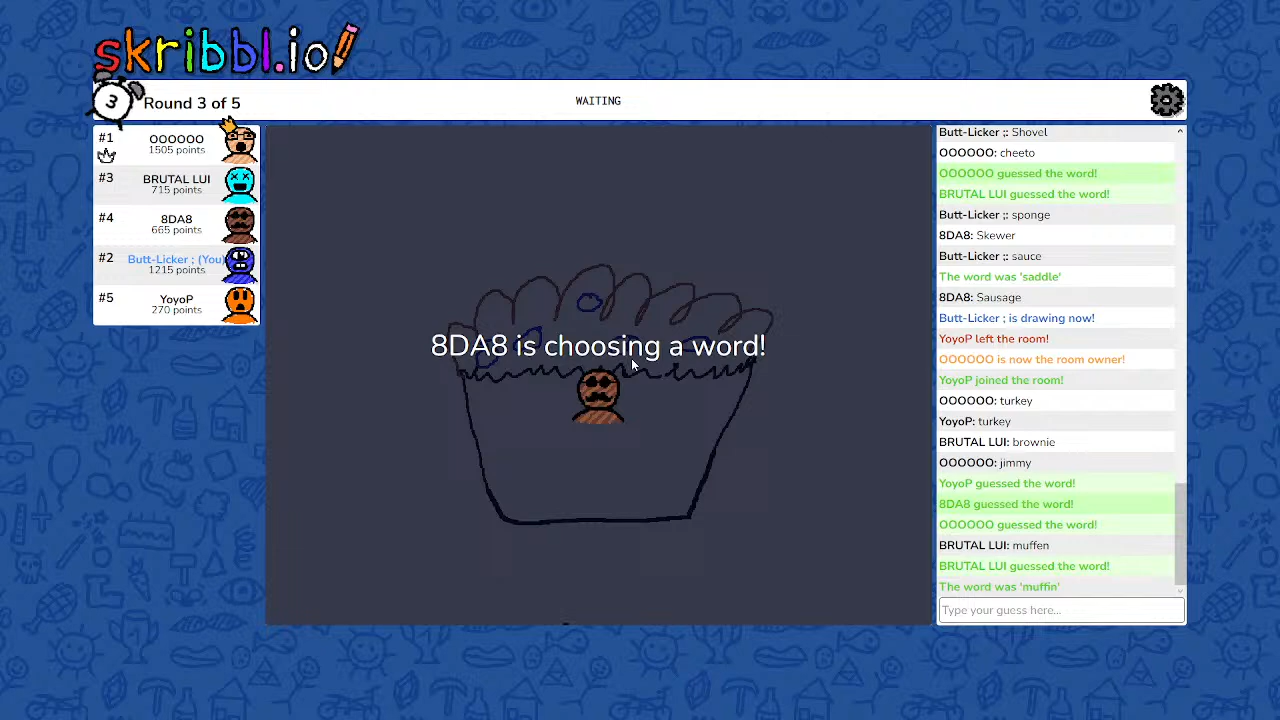 skribbl.io
3
Round 3 of 5
WAITING
#1
OOOOOO
1505 points
#3
BRUTAL LUI
715 points
#4
8DA8
665 points
#2
Butt-Licker ; (You)
1215 points
#5
YoyoP
270 points
8DA8 is choosing a word!
Butt-Licker ;: Shovel
OOOOOO: cheeto
OOOOOO guessed the word!
BRUTAL LUI guessed the word!
Butt-Licker ;: sponge
8DA8: Skewer
Butt-Licker ;: sauce
The word was 'saddle'
8DA8: Sausage
Butt-Licker ; is drawing now!
YoyoP left the room!
OOOOOO is now the room owner!
YoyoP joined the room!
OOOOOO: turkey
YoyoP: turkey
BRUTAL LUI: brownie
OOOOOO: jimmy
YoyoP guessed the word!
8DA8 guessed the word!
OOOOOO guessed the word!
BRUTAL LUI: muffen
BRUTAL LUI guessed the word!
The word was 'muffin'
Type your guess here...